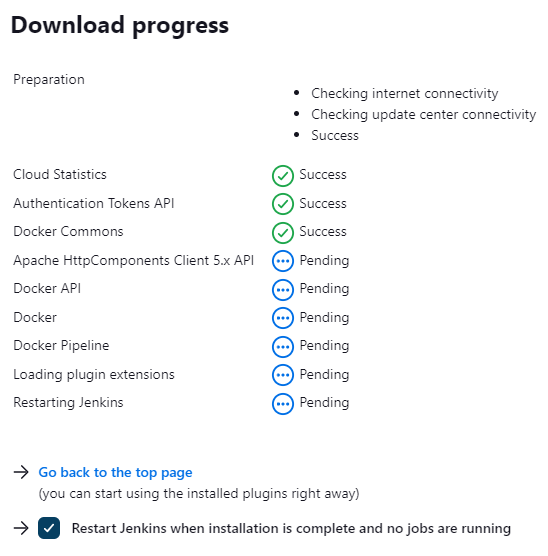 Download progress
Preparation
Checking internet connectivity
Checking update center connectivity
Success
Cloud Statistics Success
Authentication Tokens API Success
Docker Commons Success
Apache HttpComponents Client 5.x API Pending
Docker API Pending
Docker Pending
Docker Pipeline Pending
Loading plugin extensions Pending
Restarting Jenkins Pending
Go back to the top page
(you can start using the installed plugins right away)
Restart Jenkins when installation is complete and no jobs are running